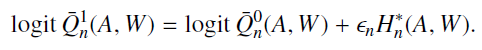 logit Q̄¹ₙ(A, W) = logit Q̄⁰ₙ(A, W) + ϵₙH*ₙ(A, W).